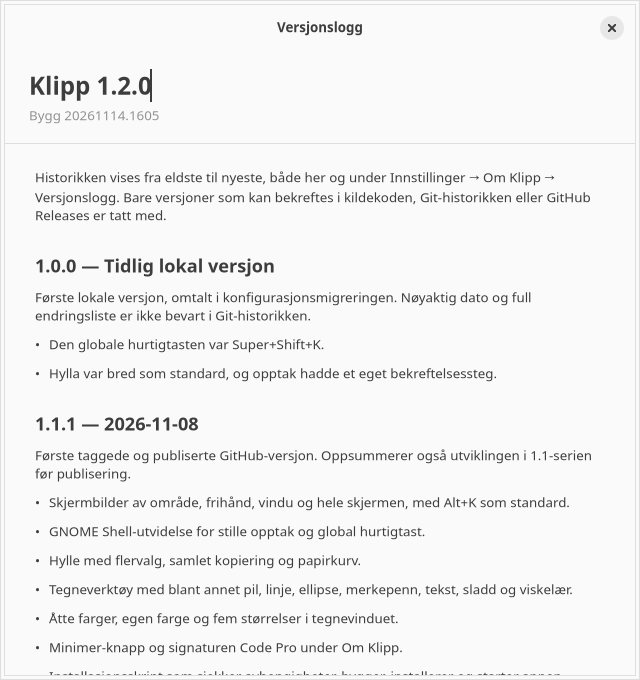 Versjonslogg
Klipp 1.2.0
Bygg 20261114.1605
Historikken vises fra eldste til nyeste, både her og under Innstillinger → Om Klipp →
Versjonslogg. Bare versjoner som kan bekreftes i kildekoden, Git-historikken eller GitHub
Releases er tatt med.
1.0.0 — Tidlig lokal versjon
Første lokale versjon, omtalt i konfigurasjonsmigreringen. Nøyaktig dato og full
endringsliste er ikke bevart i Git-historikken.
• Den globale hurtigtasten var Super+Shift+K.
• Hylla var bred som standard, og opptak hadde et eget bekreftelsessteg.
1.1.1 — 2026-11-08
Første taggede og publiserte GitHub-versjon. Oppsummerer også utviklingen i 1.1-serien
før publisering.
• Skjermbilder av område, frihånd, vindu og hele skjermen, med Alt+K som standard.
• GNOME Shell-utvidelse for stille opptak og global hurtigtast.
• Hylle med flervalg, samlet kopiering og papirkurv.
• Tegneverktøy med blant annet pil, linje, ellipse, merkepenn, tekst, sladd og viskelær.
• Åtte farger, egen farge og fem størrelser i tegnevinduet.
• Minimer-knapp og signaturen Code Pro under Om Klipp.